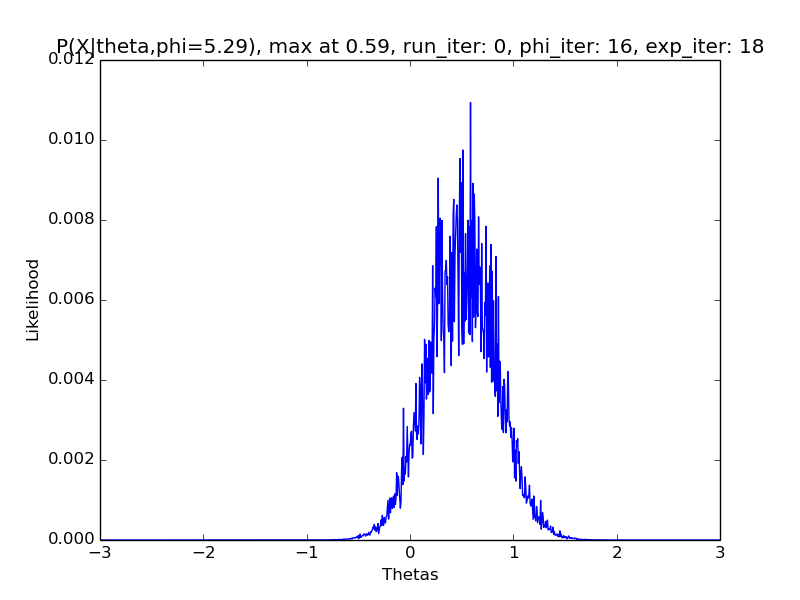 P(X|theta,phi=5.29), max at 0.59, run_iter: 0, phi_iter: 16, exp_iter: 18
0.012
0.010
0.008
0.006
0.004
0.002
0.000
Likelihood
−3 −2 −1 0 1 2 3
Thetas